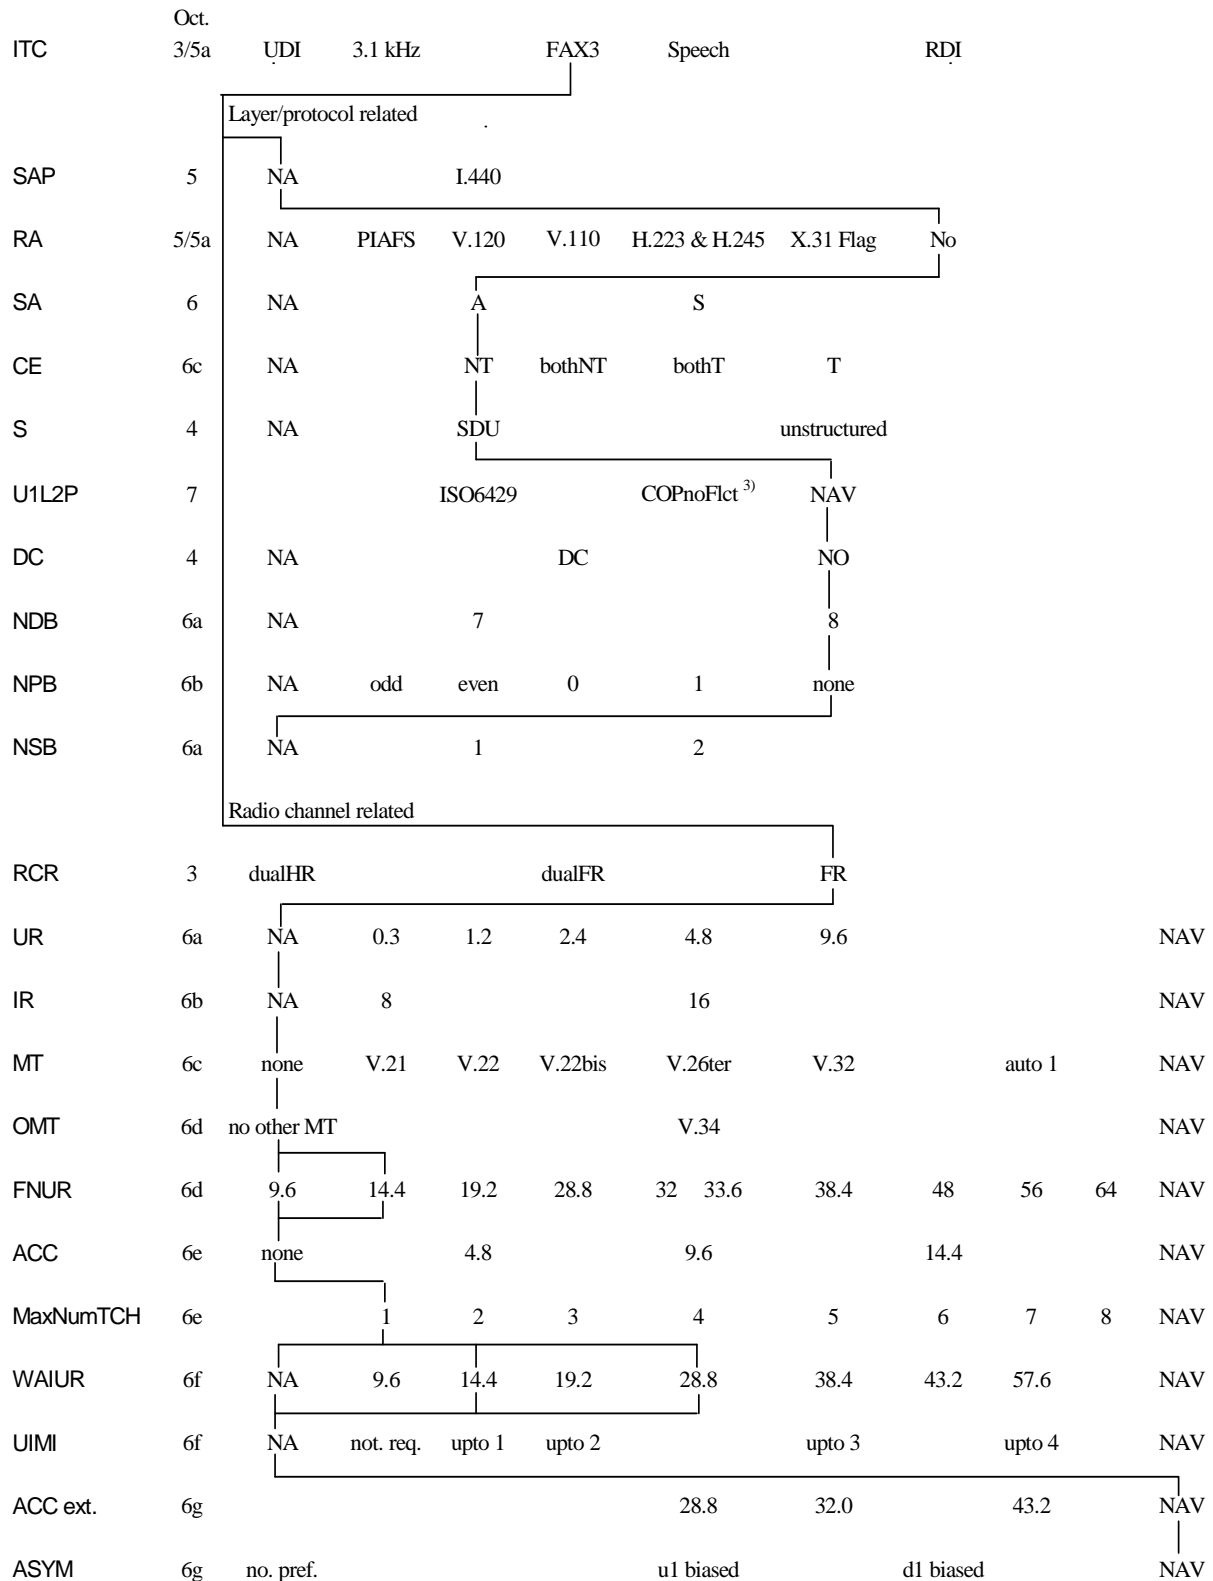 Oct.
ITC 3/5a UDI 3.1 kHz FAX3 Speech RDI
Layer/protocol related
SAP 5 NA I.440
RA 5/5a NA PIAFS V.120 V.110 H.223 & H.245 X.31 Flag No
SA 6 NA A S
CE 6c NA NT bothNT bothT T
S 4 NA SDU unstructured
U1L2P 7 ISO6429 COPnoFlct 3) NAV
DC 4 NA DC NO
NDB 6a NA 7 8
NPB 6b NA odd even 0 1 none
NSB 6a NA 1 2
Radio channel related
RCR 3 dualHR dualFR FR
UR 6a NA 0.3 1.2 2.4 4.8 9.6 NAV
IR 6b NA 8 16 NAV
MT 6c none V.21 V.22 V.22bis V.26ter V.32 auto 1 NAV
OMT 6d no other MT V.34 NAV
FNUR 6d 9.6 14.4 19.2 28.8 32 33.6 38.4 48 56 64 NAV
ACC 6e none 4.8 9.6 14.4 NAV
MaxNumTCH 6e 1 2 3 4 5 6 7 8 NAV
WAIUR 6f NA 9.6 14.4 19.2 28.8 38.4 43.2 57.6 NAV
UIMI 6f NA not. req. upto 1 upto 2 upto 3 upto 4 NAV
ACC ext. 6g 28.8 32.0 43.2 NAV
ASYM 6g no. pref. u1 biased d1 biased NAV